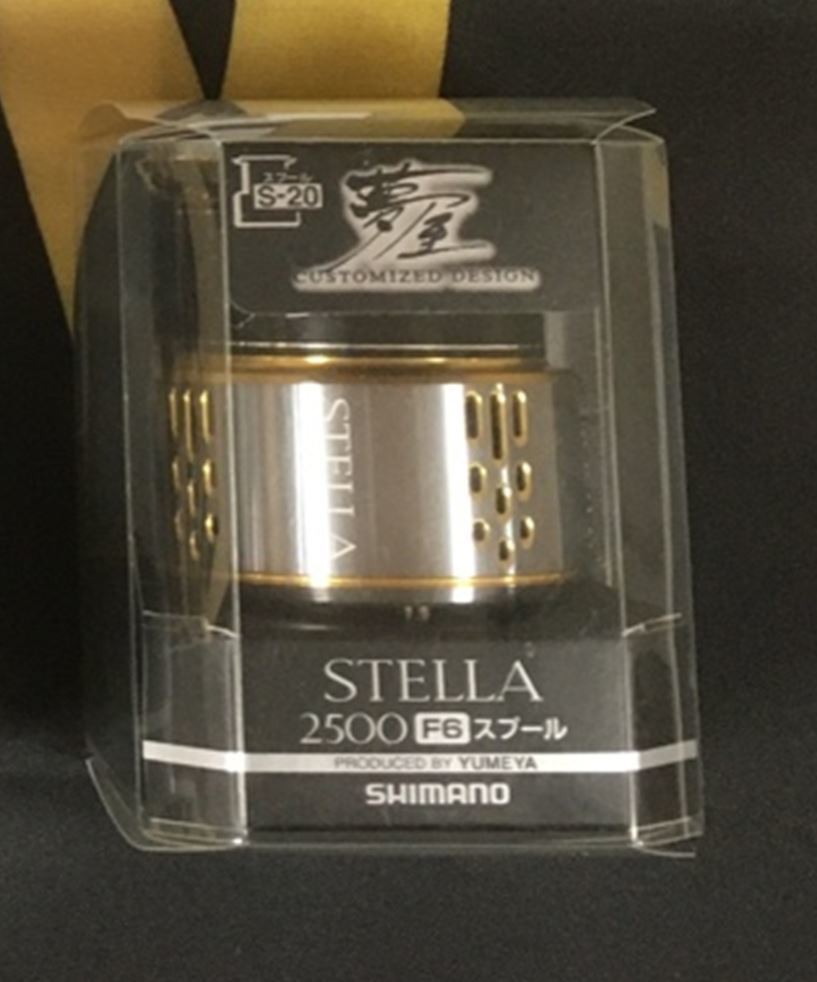 スプール
S-20
夢屋
CUSTOMIZED DESIGN
STELLA
STELLA
2500 F6 スプール
PRODUCED BY YUMEYA
SHIMANO